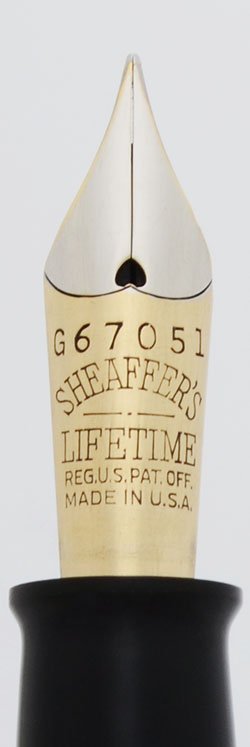 G67051
SHEAFFER'S
LIFETIME
REG.U.S.PAT.OFF.
MADE IN U.S.A.